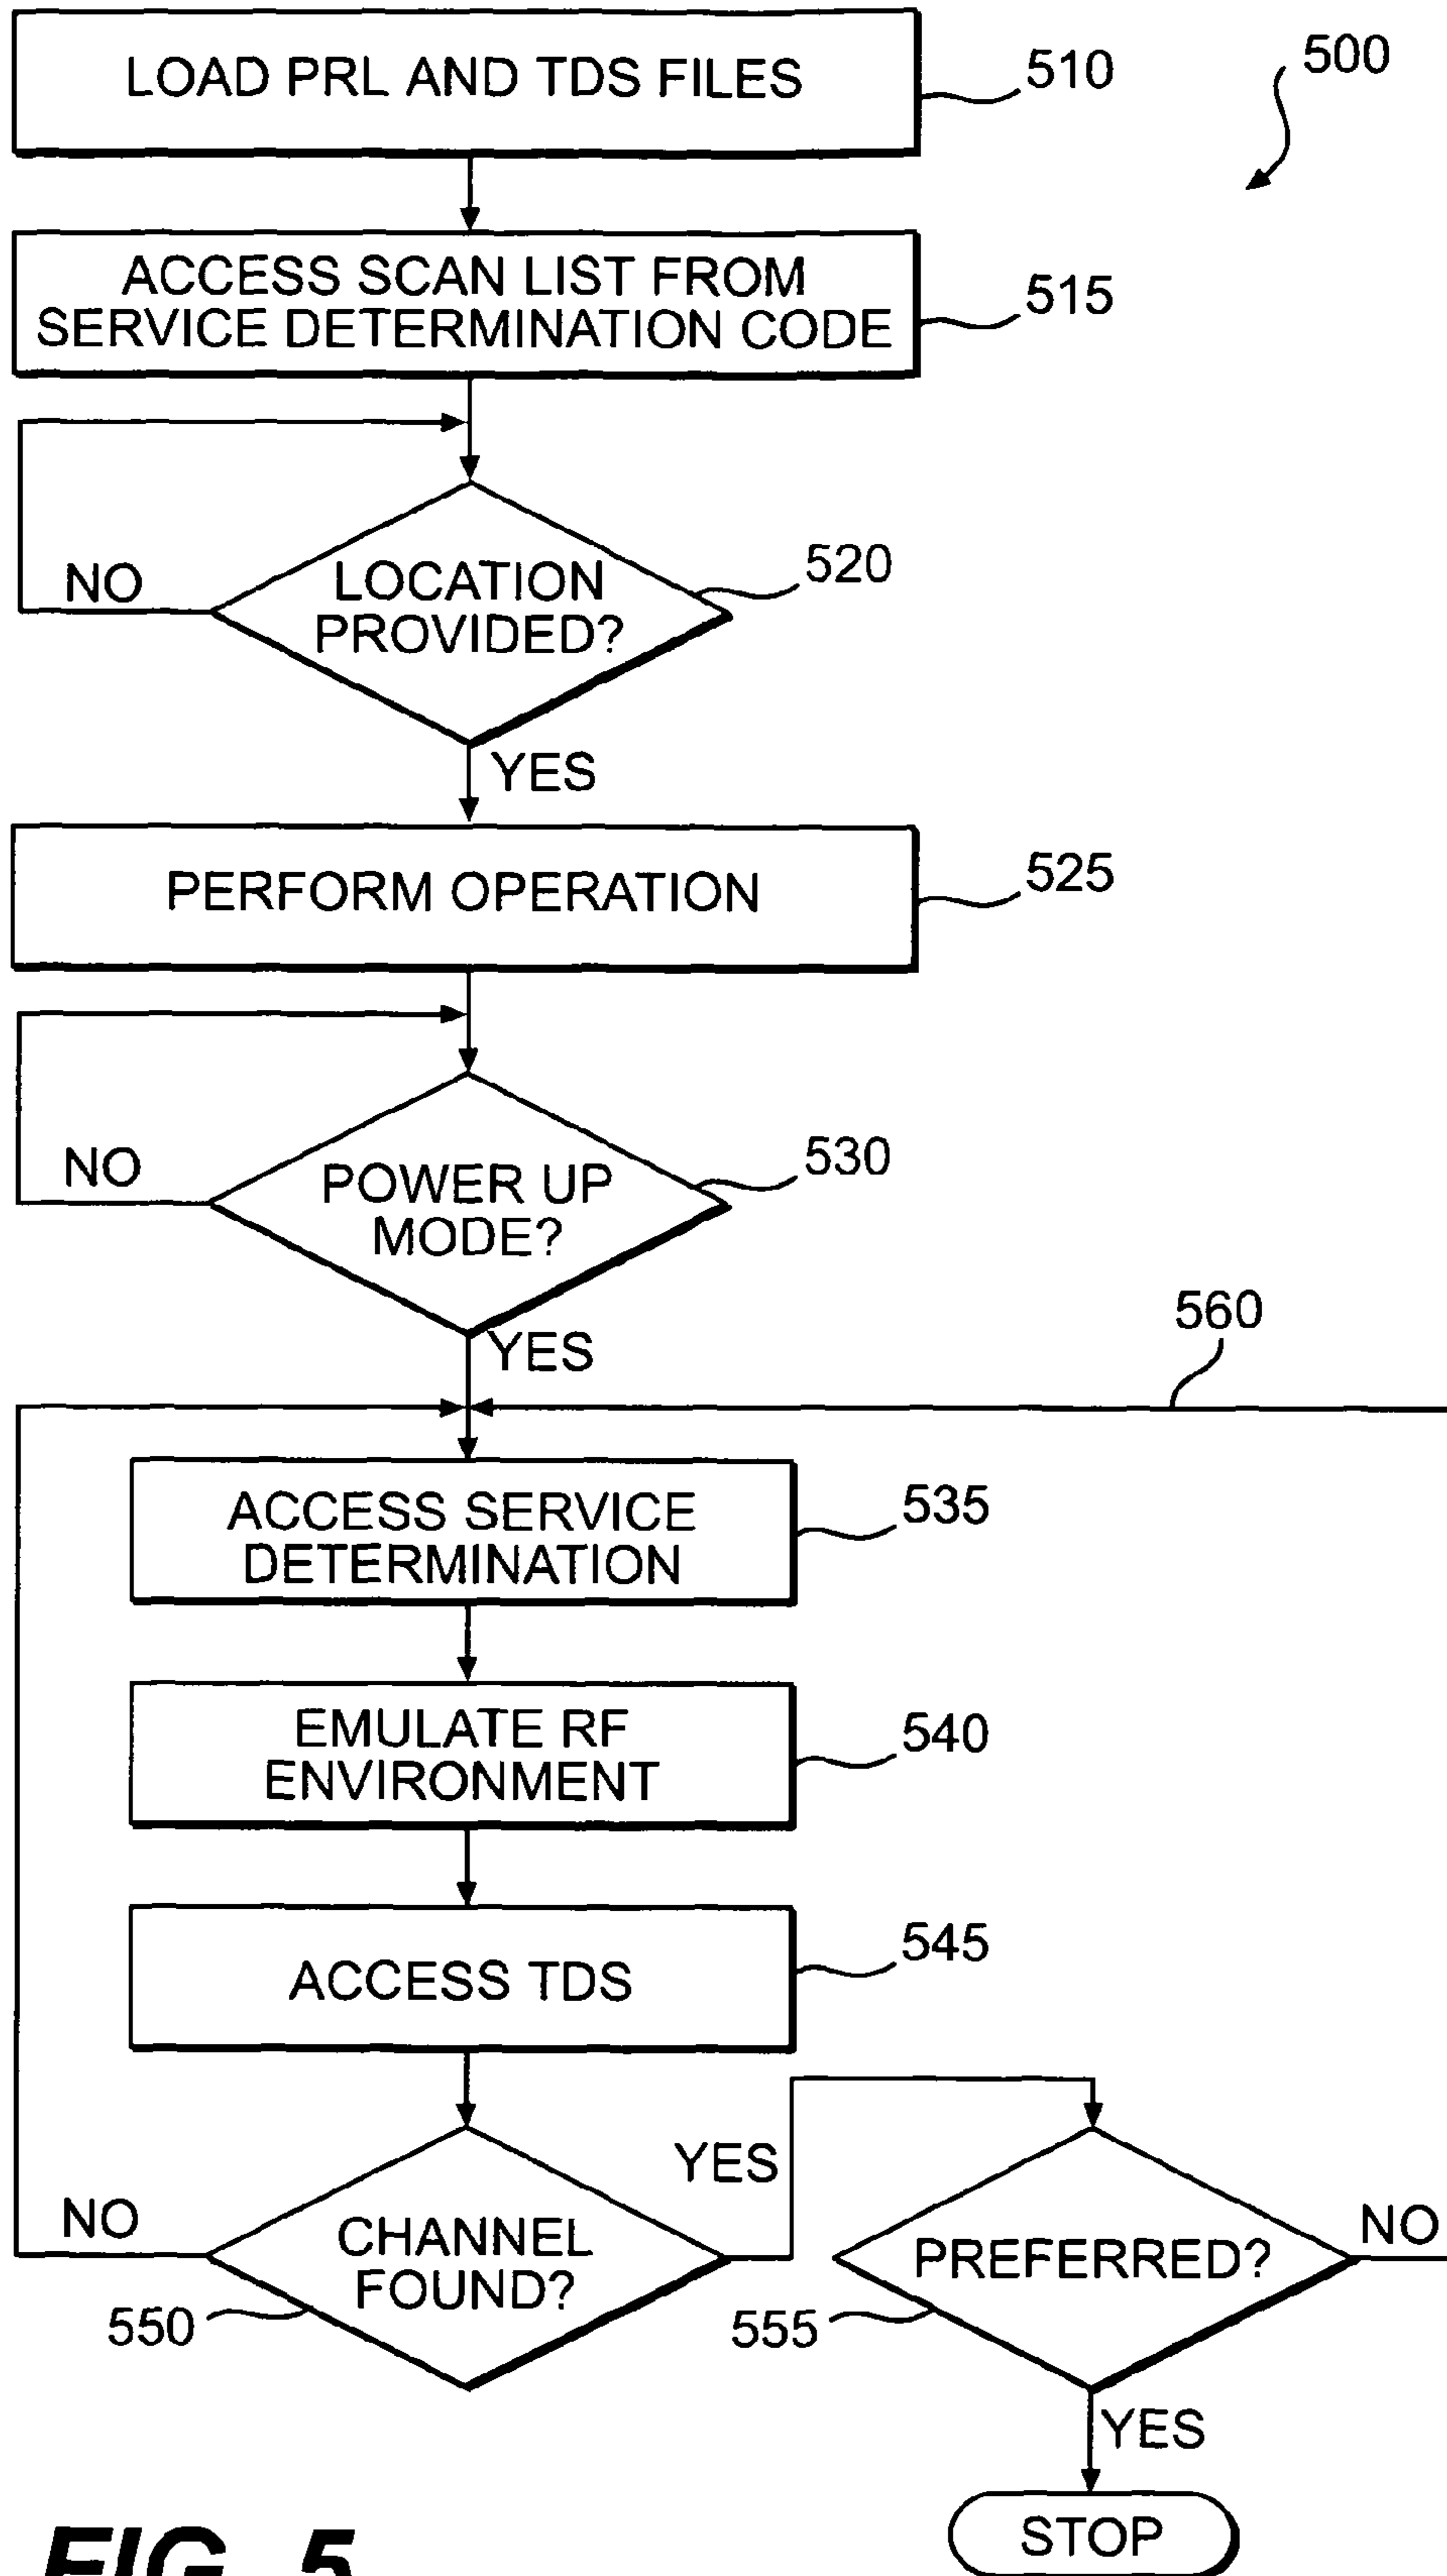 LOAD PRL AND TDS FILES
510
500
ACCESS SCAN LIST FROM
SERVICE DETERMINATION CODE
515
NO
LOCATION
PROVIDED?
520
YES
PERFORM OPERATION
525
NO
POWER UP
MODE?
530
YES
560
ACCESS SERVICE
DETERMINATION
535
EMULATE RF
ENVIRONMENT
540
ACCESS TDS
545
NO
CHANNEL
FOUND?
550
YES
PREFERRED?
555
NO
YES
STOP
FIG. 5